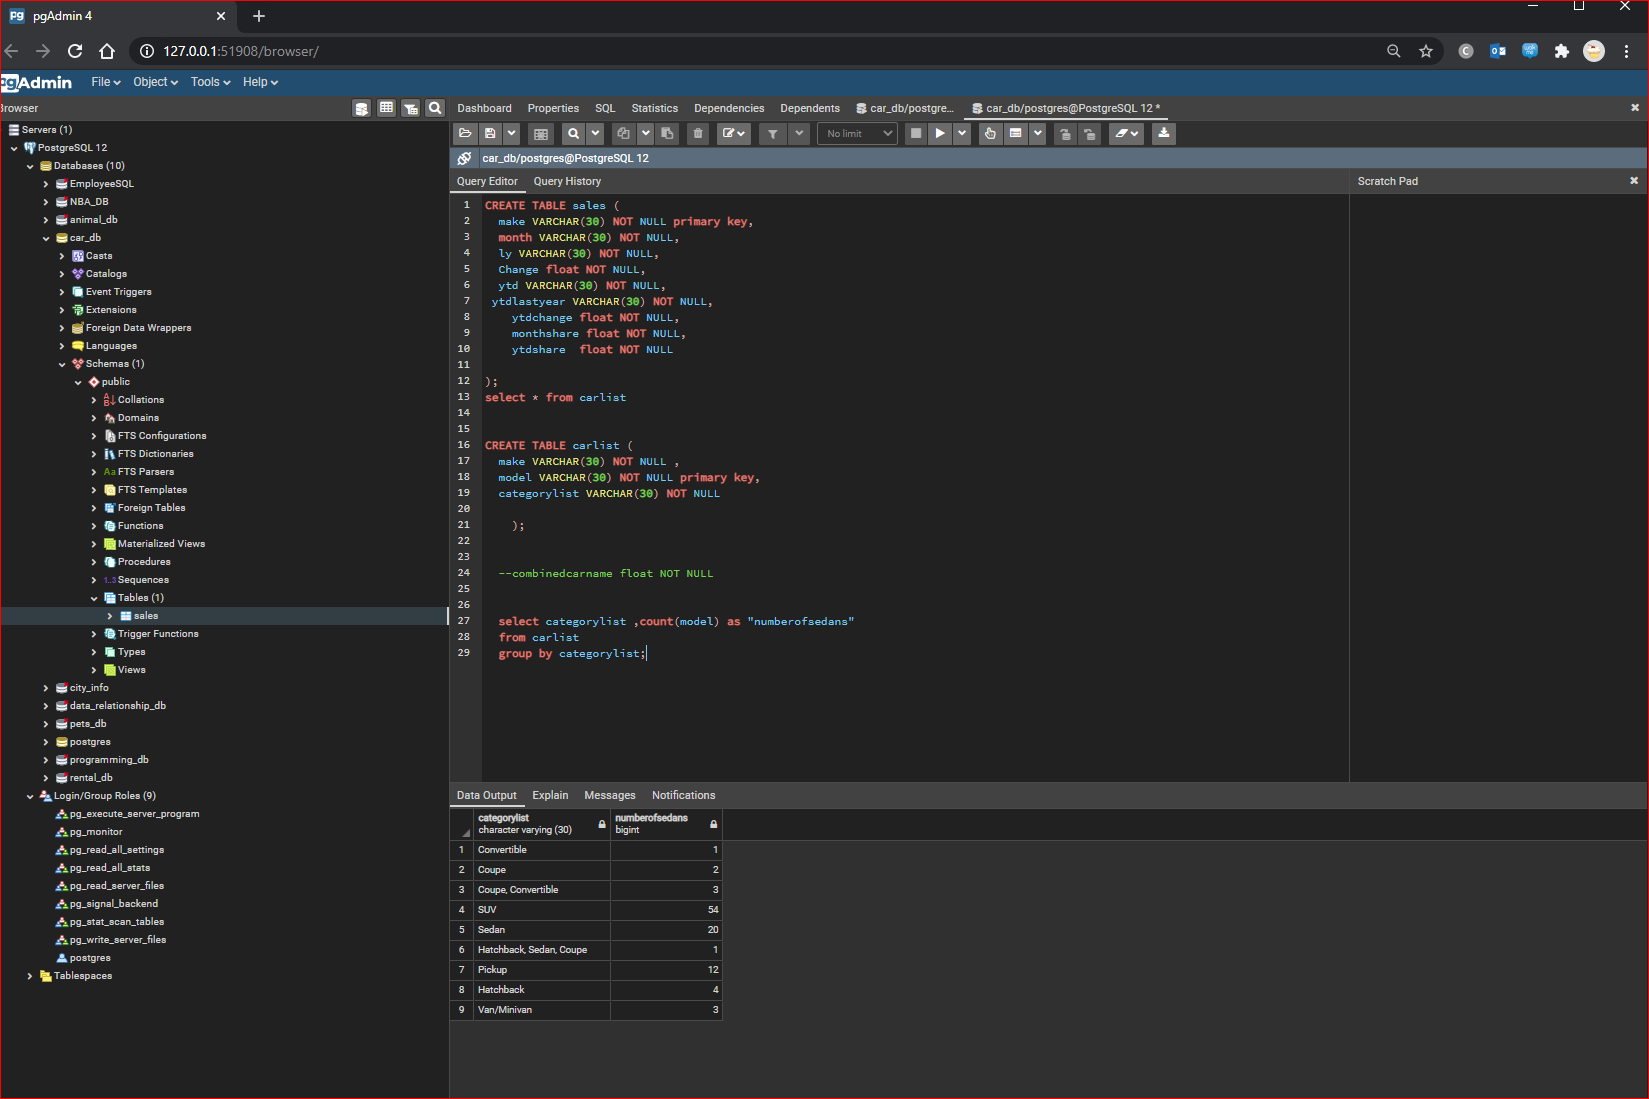 pgAdmin 4
127.0.0.1:51908/browser/
pgAdmin File Object Tools Help
Browser
Dashboard Properties SQL Statistics Dependencies Dependents car_db/postgre... car_db/postgres@PostgreSQL 12 *
No limit
car_db/postgres@PostgreSQL 12
Query Editor Query History
Scratch Pad
Servers (1)
PostgreSQL 12
Databases (10)
EmployeeSQL
NBA_DB
animal_db
car_db
Casts
Catalogs
Event Triggers
Extensions
Foreign Data Wrappers
Languages
Schemas (1)
public
Collations
Domains
FTS Configurations
FTS Dictionaries
Aa FTS Parsers
FTS Templates
Foreign Tables
Functions
Materialized Views
Procedures
1..3 Sequences
Tables (1)
sales
Trigger Functions
Types
Views
city_info
data_relationship_db
pets_db
postgres
programming_db
rental_db
Login/Group Roles (9)
pg_execute_server_program
pg_monitor
pg_read_all_settings
pg_read_all_stats
pg_read_server_files
pg_signal_backend
pg_stat_scan_tables
pg_write_server_files
postgres
Tablespaces
1 CREATE TABLE sales (
2 make VARCHAR(30) NOT NULL primary key,
3 month VARCHAR(30) NOT NULL,
4 ly VARCHAR(30) NOT NULL,
5 Change float NOT NULL,
6 ytd VARCHAR(30) NOT NULL,
7 ytdlastyear VARCHAR(30) NOT NULL,
8 ytdchange float NOT NULL,
9 monthshare float NOT NULL,
10 ytdshare float NOT NULL
11
12 );
13 select * from carlist
14
15
16 CREATE TABLE carlist (
17 make VARCHAR(30) NOT NULL ,
18 model VARCHAR(30) NOT NULL primary key,
19 categorylist VARCHAR(30) NOT NULL
20
21 );
22
23
24 --combinedcarname float NOT NULL
25
26
27 select categorylist ,count(model) as "numberofsedans"
28 from carlist
29 group by categorylist;
Data Output Explain Messages Notifications
categorylist numberofsedans
character varying (30) bigint
1 Convertible 1
2 Coupe 2
3 Coupe, Convertible 3
4 SUV 54
5 Sedan 20
6 Hatchback, Sedan, Coupe 1
7 Pickup 12
8 Hatchback 4
9 Van/Minivan 3